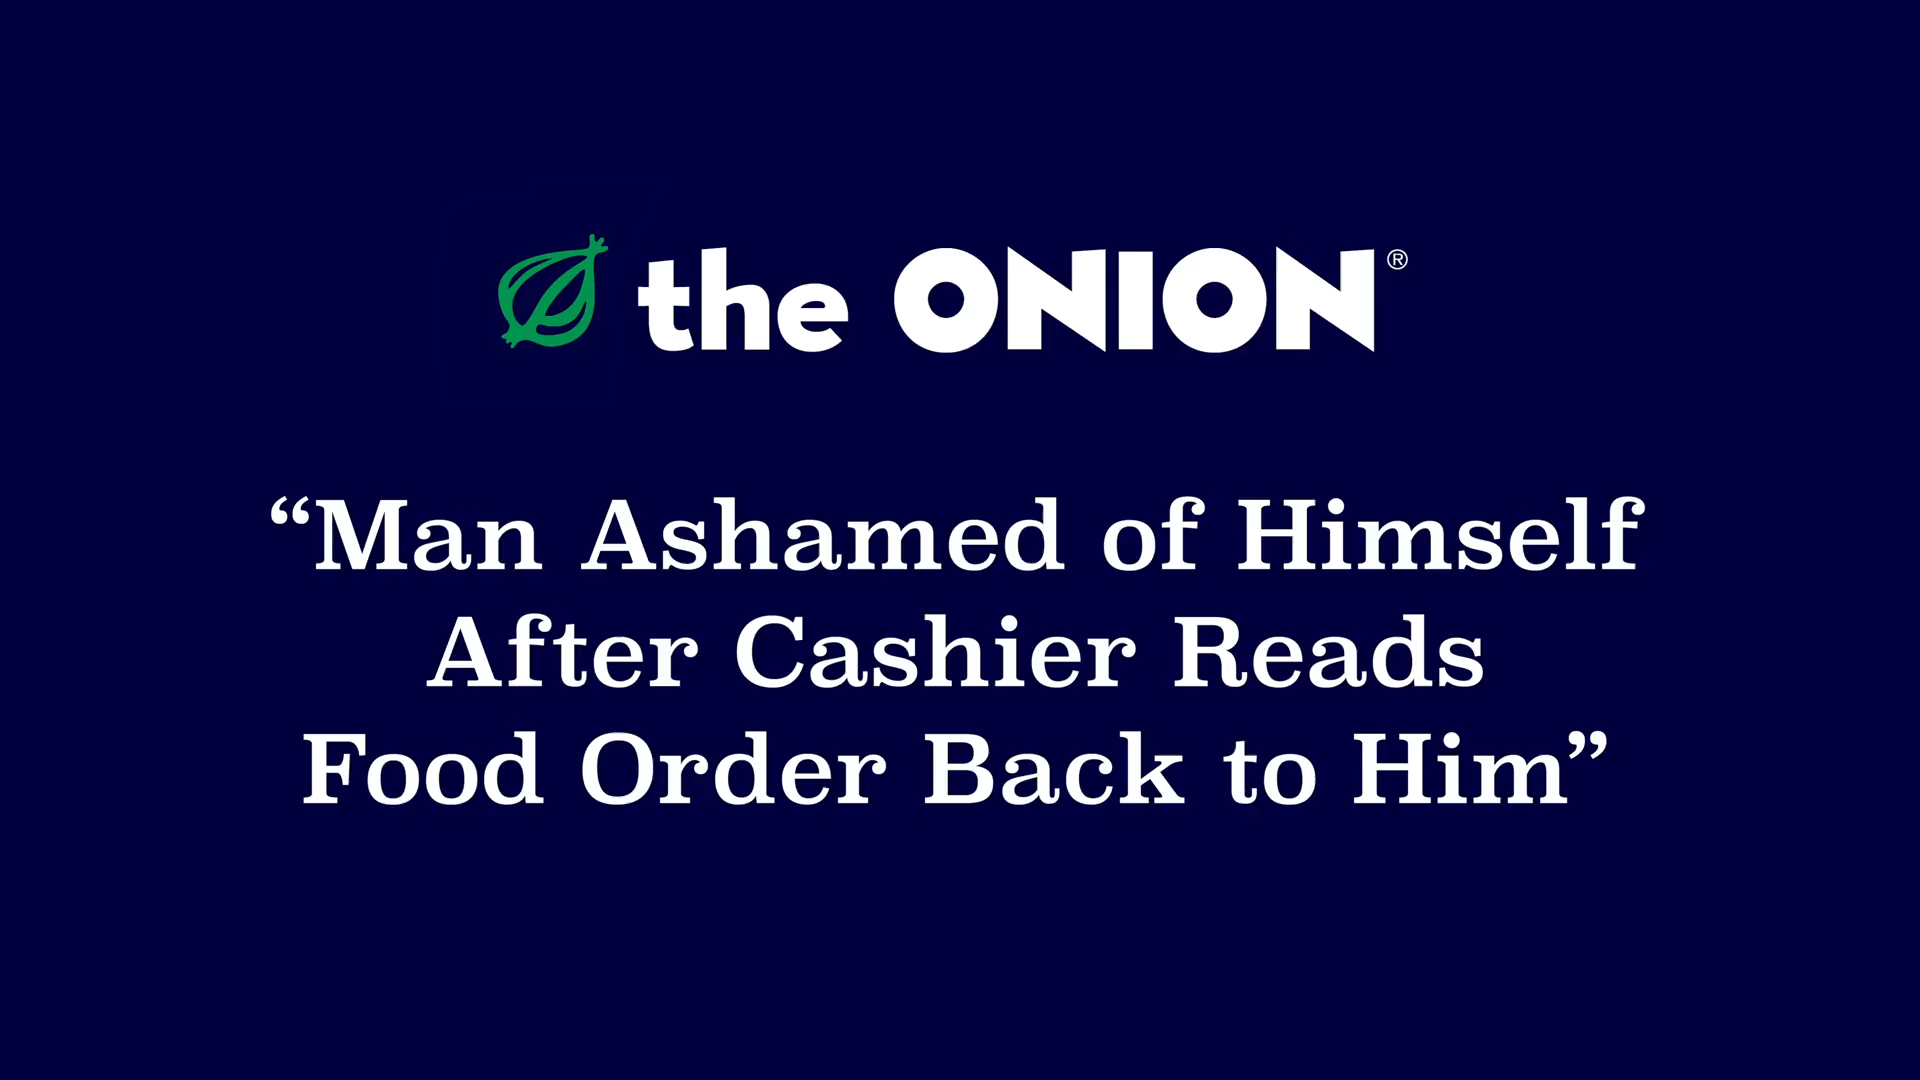 the ONION®
“Man Ashamed of Himself
After Cashier Reads
Food Order Back to Him”